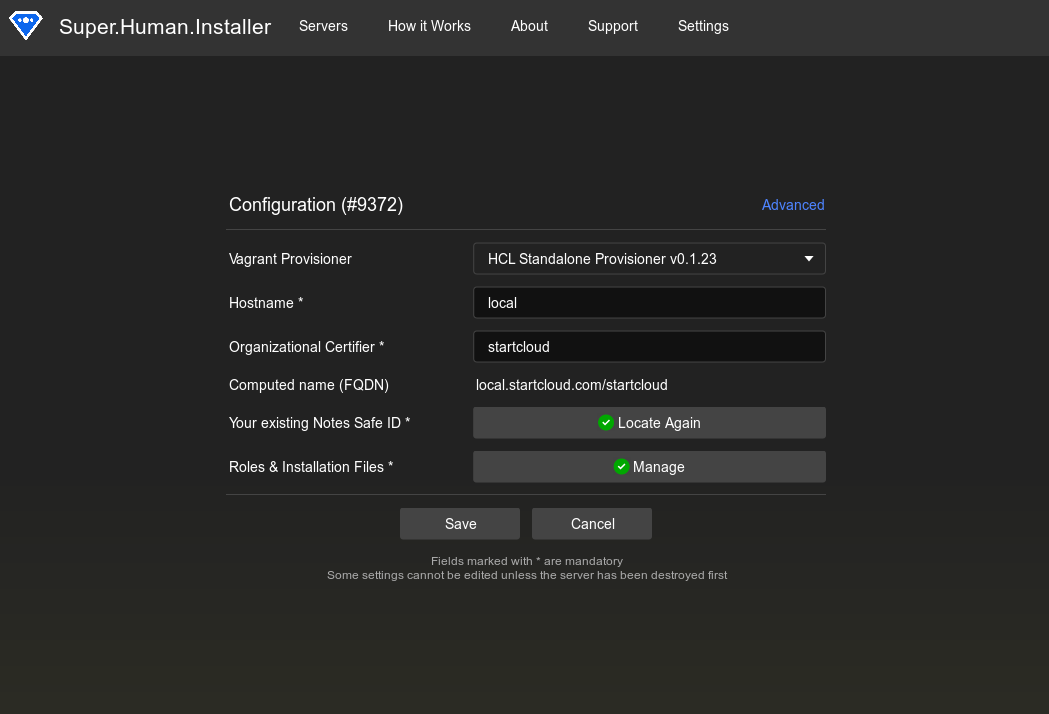 Super.Human.Installer Servers How it Works About Support Settings
Configuration (#9372) Advanced
Vagrant Provisioner HCL Standalone Provisioner v0.1.23
Hostname * local
Organizational Certifier * startcloud
Computed name (FQDN) local.startcloud.com/startcloud
Your existing Notes Safe ID * Locate Again
Roles & Installation Files * Manage
Save Cancel
Fields marked with * are mandatory
Some settings cannot be edited unless the server has been destroyed first